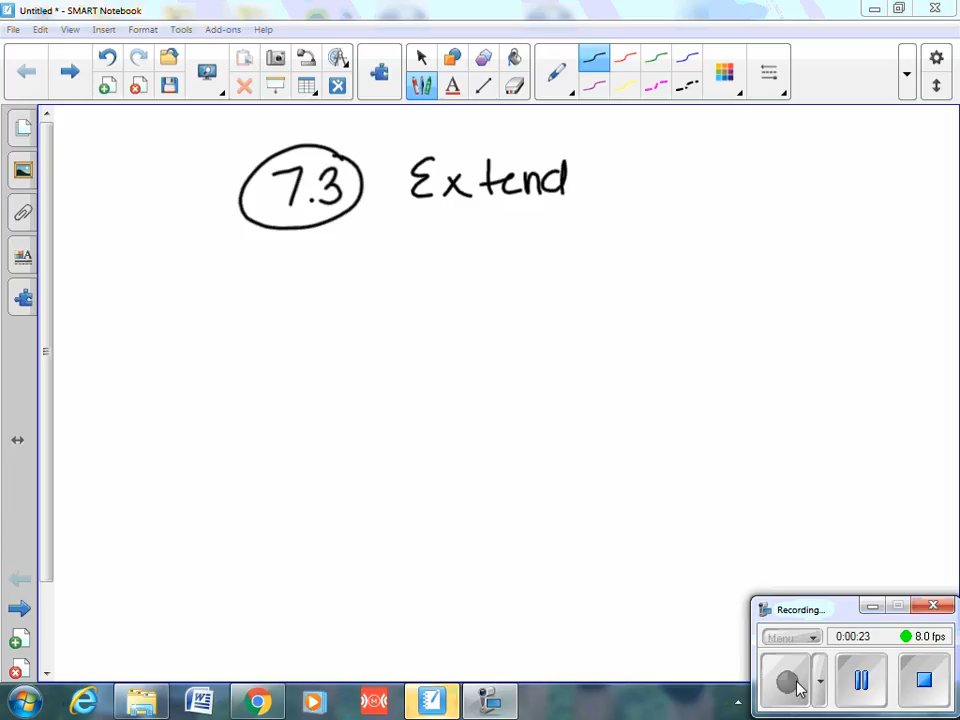 Untitled * - SMART Notebook
File Edit View Insert Format Tools Add-ons Help
7.3 Extend
Recording...
Menu 0:00:23 8.0 fps